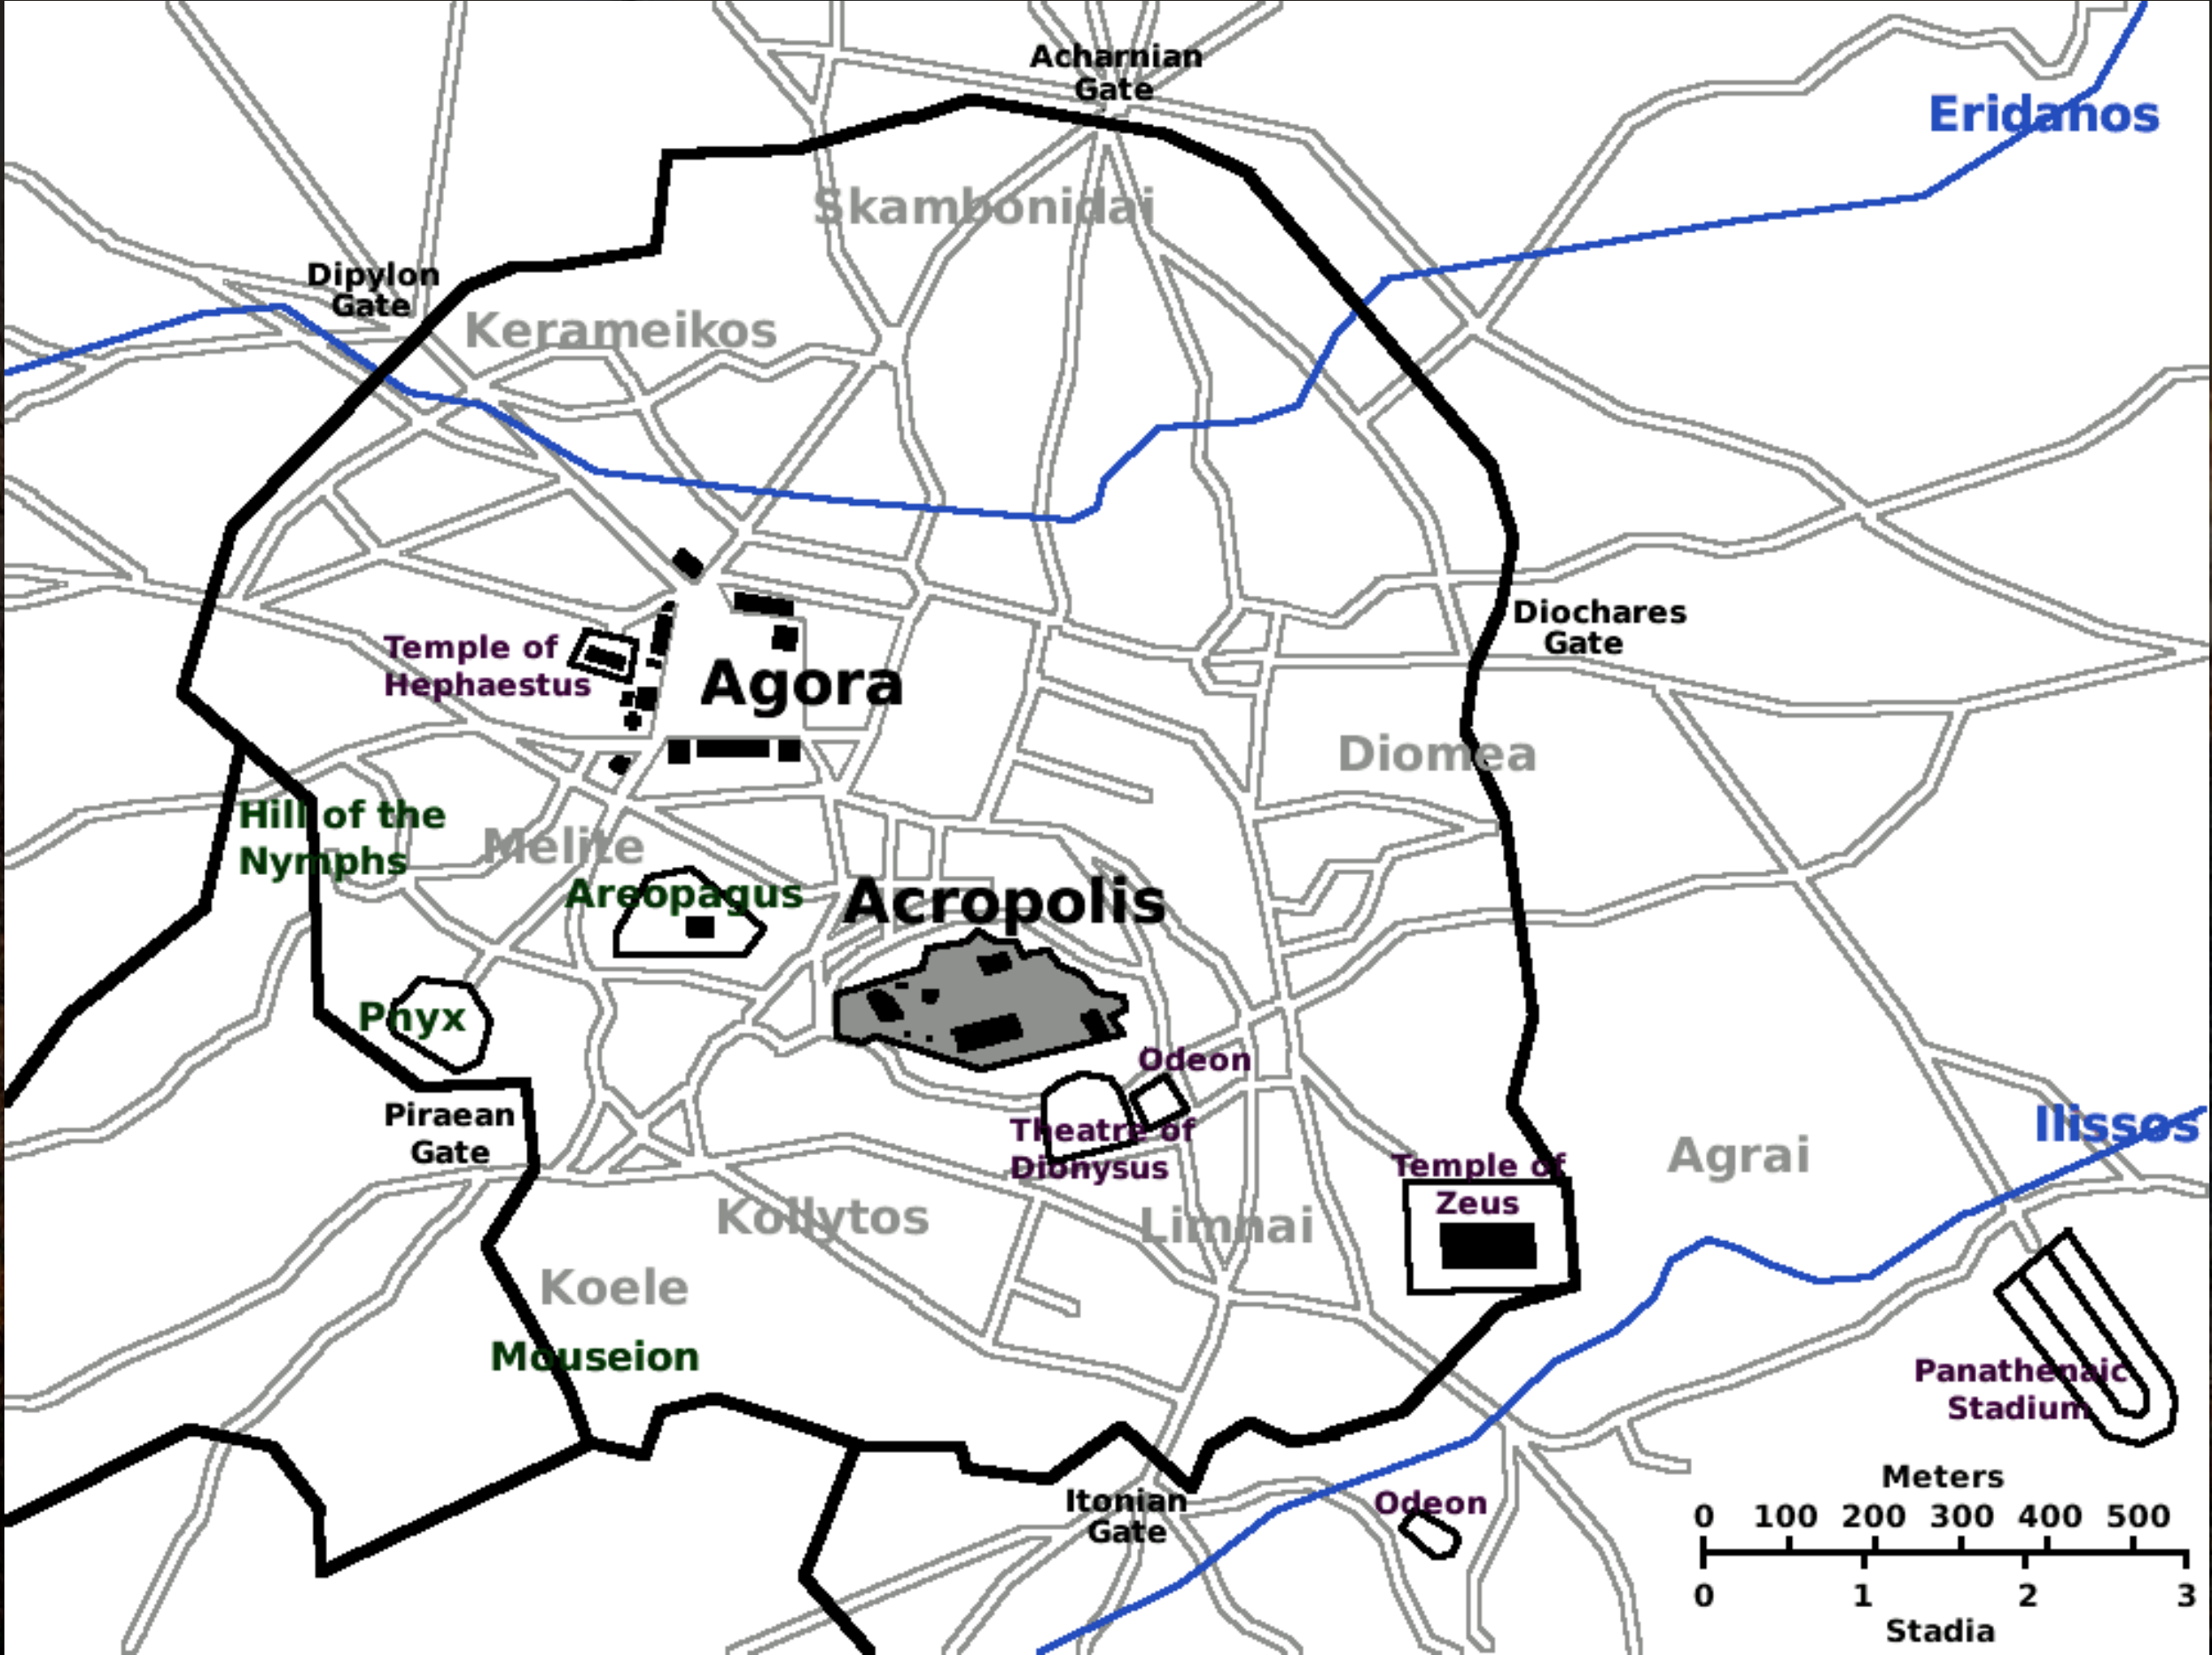 Acharnian
Gate
Eridanos
Skambonidai
Dipylon
Gate
Kerameikos
Diochares
Gate
Temple of
Hephaestus
Agora
Diomea
Hill of the
Nymphs
Melite
Areopagus
Acropolis
Pnyx
Odeon
Piraean
Gate
Theatre of
Dionysus
Ilissos
Agrai
Temple of
Zeus
Kollytos
Limnai
Koele
Mouseion
Panathenaic
Stadium
Itonian
Gate
Odeon
Meters
0 100 200 300 400 500
0 1 2 3
Stadia